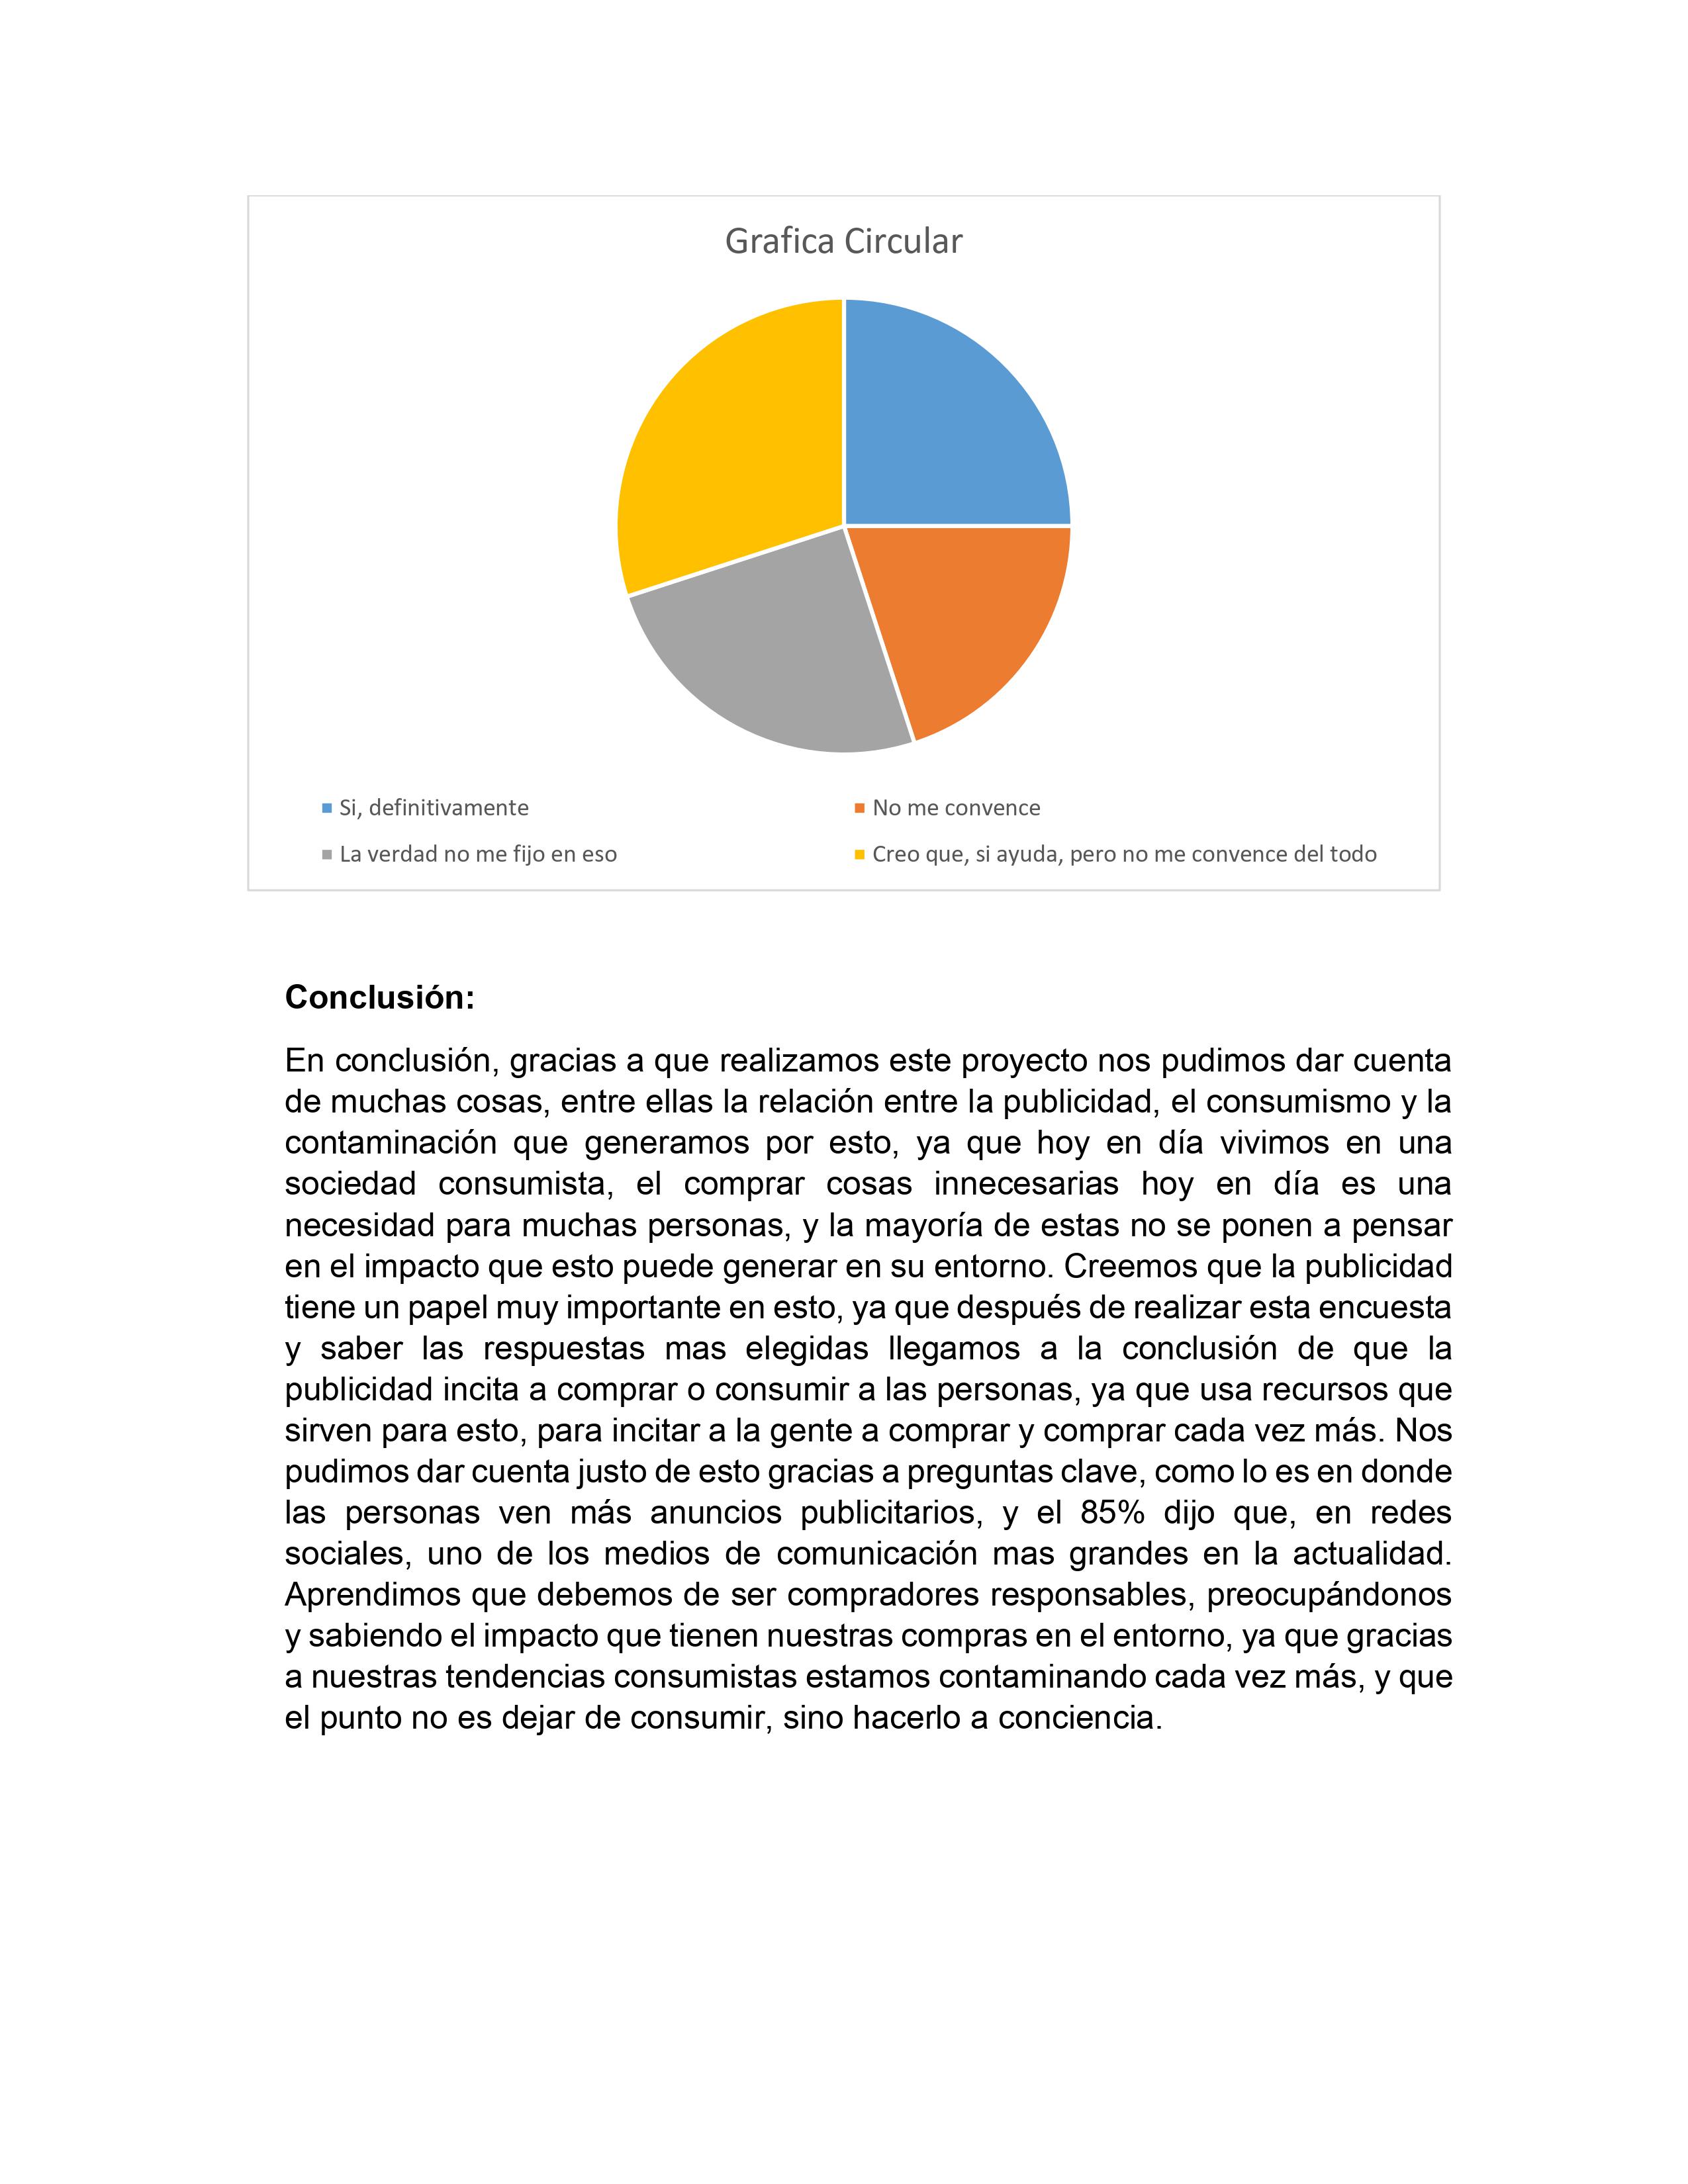 Grafica Circular
Si, definitivamente
No me convence
La verdad no me fijo en eso
Creo que, si ayuda, pero no me convence del todo
Conclusión:
En conclusión, gracias a que realizamos este proyecto nos pudimos dar cuenta
de muchas cosas, entre ellas la relación entre la publicidad, el consumismo y la
contaminación que generamos por esto, ya que hoy en día vivimos en una
sociedad consumista, el comprar cosas innecesarias hoy en día es una
necesidad para muchas personas, y la mayoría de estas no se ponen a pensar
en el impacto que esto puede generar en su entorno. Creemos que la publicidad
tiene un papel muy importante en esto, ya que después de realizar esta encuesta
y saber las respuestas mas elegidas llegamos a la conclusión de que la
publicidad incita a comprar o consumir a las personas, ya que usa recursos que
sirven para esto, para incitar a la gente a comprar y comprar cada vez más. Nos
pudimos dar cuenta justo de esto gracias a preguntas clave, como lo es en donde
las personas ven más anuncios publicitarios, y el 85% dijo que, en redes
sociales, uno de los medios de comunicación mas grandes en la actualidad.
Aprendimos que debemos de ser compradores responsables, preocupándonos
y sabiendo el impacto que tienen nuestras compras en el entorno, ya que gracias
a nuestras tendencias consumistas estamos contaminando cada vez más, y que
el punto no es dejar de consumir, sino hacerlo a conciencia.